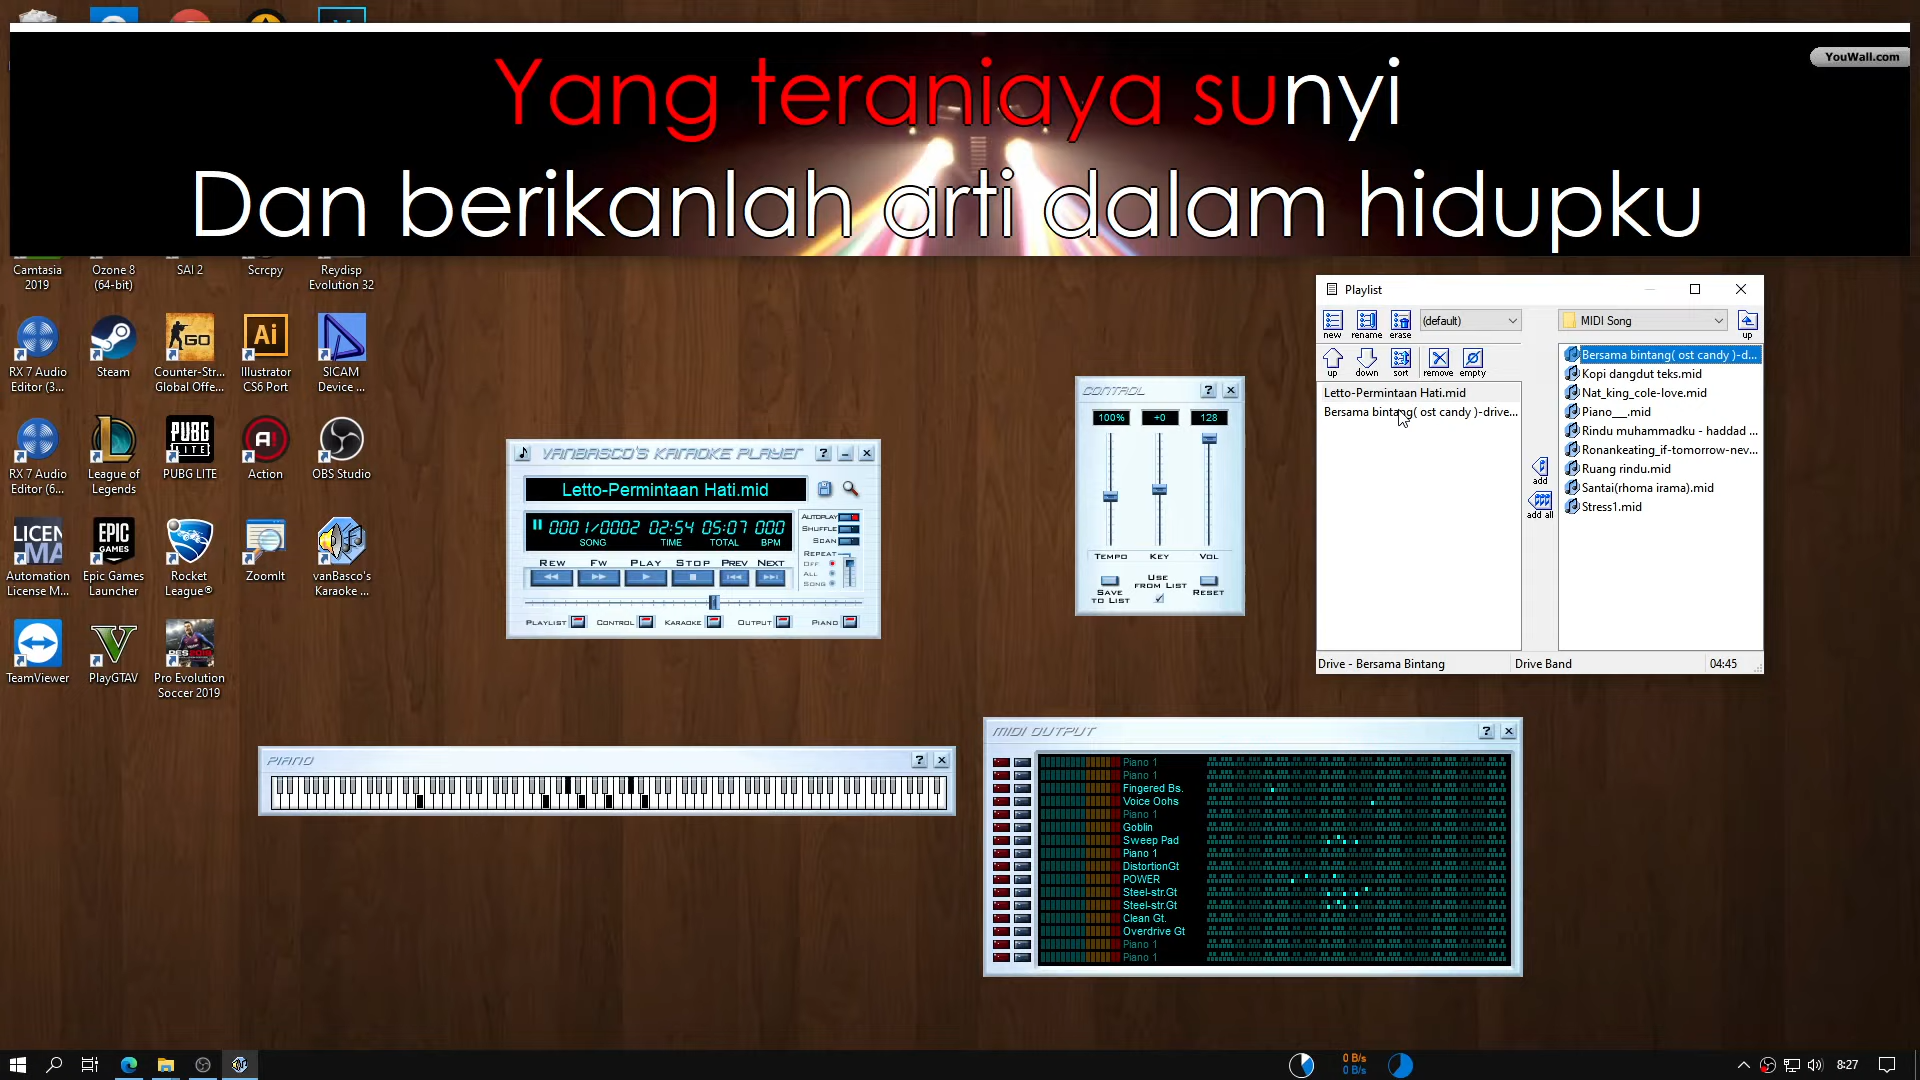 YouWall.com
Yang teraniaya sunyi
Dan berikanlah arti dalam hidupku
Camtasia 2019
Ozone 8 (64-bit)
SAI 2
Scrcpy
Reydisp Evolution 32
RX 7 Audio Editor (3...
Steam
Counter-Str... Global Offe...
Illustrator CS6 Port
SICAM Device ...
RX 7 Audio Editor (6...
League of Legends
PUBG LITE
Action
OBS Studio
Automation License M...
Epic Games Launcher
Rocket League®
ZoomIt
vanBasco's Karaoke ...
TeamViewer
PlayGTAV
Pro Evolution Soccer 2019
VANBASCO'S KARAOKE PLAYER
Letto-Permintaan Hati.mid
0001/0002 02:54 05:07 000
SONG TIME TOTAL BPM
AUTOPLAY
SHUFFLE
SCAN
REPEAT
OFF
ALL
SONG
REW FW PLAY STOP PREV NEXT
PLAYLIST CONTROL KARAOKE OUTPUT PIANO
CONTROL
100% +0 128
TEMPO KEY VOL
SAVE TO LIST
USE FROM LIST
RESET
Playlist
new rename erase (default) MIDI Song up
up down sort remove empty
Letto-Permintaan Hati.mid
Bersama bintang( ost candy )-drive...
add
add all
Bersama bintang( ost candy )-d...
Kopi dangdut teks.mid
Nat_king_cole-love.mid
Piano___.mid
Rindu muhammadku - haddad ...
Ronankeating_if-tomorrow-nev...
Ruang rindu.mid
Santai(rhoma irama).mid
Stress1.mid
Drive - Bersama Bintang Drive Band 04:45
PIANO
MIDI OUTPUT
Piano 1
Piano 1
Fingered Bs.
Voice Oohs
Piano 1
Goblin
Sweep Pad
Piano 1
DistortionGt
POWER
Steel-str.Gt
Steel-str.Gt
Clean Gt.
Overdrive Gt
Piano 1
Piano 1
0 B/s
0 B/s
8:27